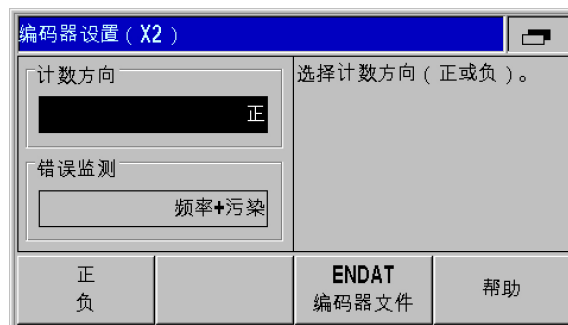 编码器设置（X2）
计数方向
正
错误监测
频率+污染
选择计数方向（正或负）。
正
负
ENDAT
编码器文件
帮助